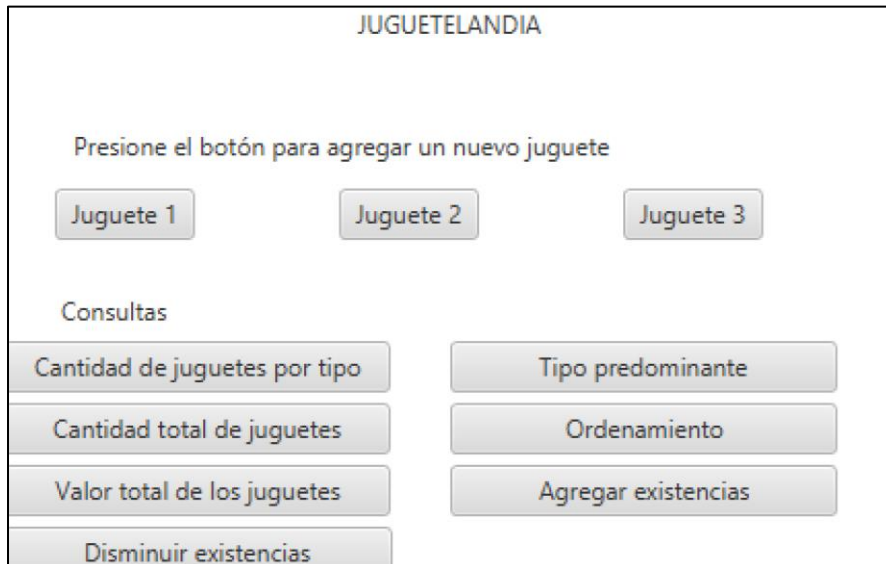 JUGUETELANDIA
Presione el botón para agregar un nuevo juguete
Juguete 1
Juguete 2
Juguete 3
Consultas
Cantidad de juguetes por tipo
Tipo predominante
Cantidad total de juguetes
Ordenamiento
Valor total de los juguetes
Agregar existencias
Disminuir existencias